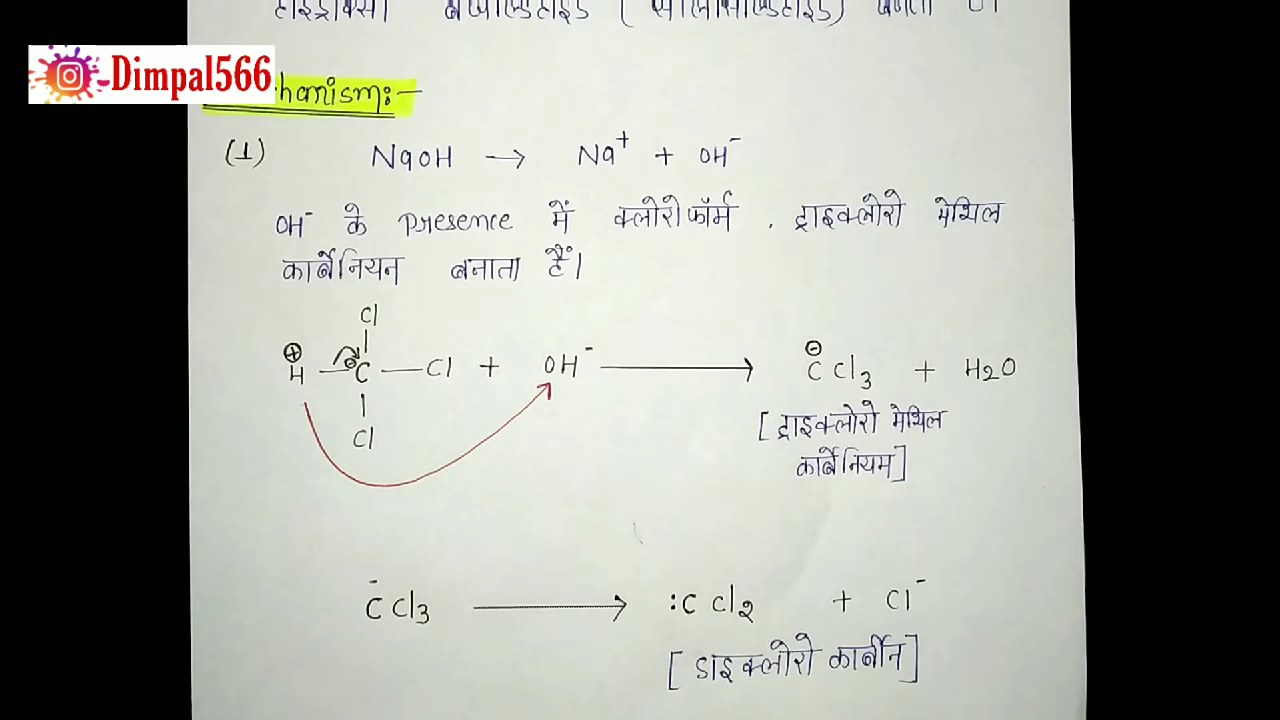 Dimpal566
hanism:-
(1) NaOH → Na⁺ + OH⁻
OH⁻ के Presence में क्लोरोफॉर्म , ट्राइक्लोरो मेथिल
कार्बेनियन बनाता हैं।
Cl
⊕
H — C — Cl + OH⁻ → ⊖CCl₃ + H₂O
Cl
[ट्राइक्लोरो मेथिल
कार्बेनियम]
C̄Cl₃ → :CCl₂ + Cl⁻
[डाइक्लोरो कार्बीन]